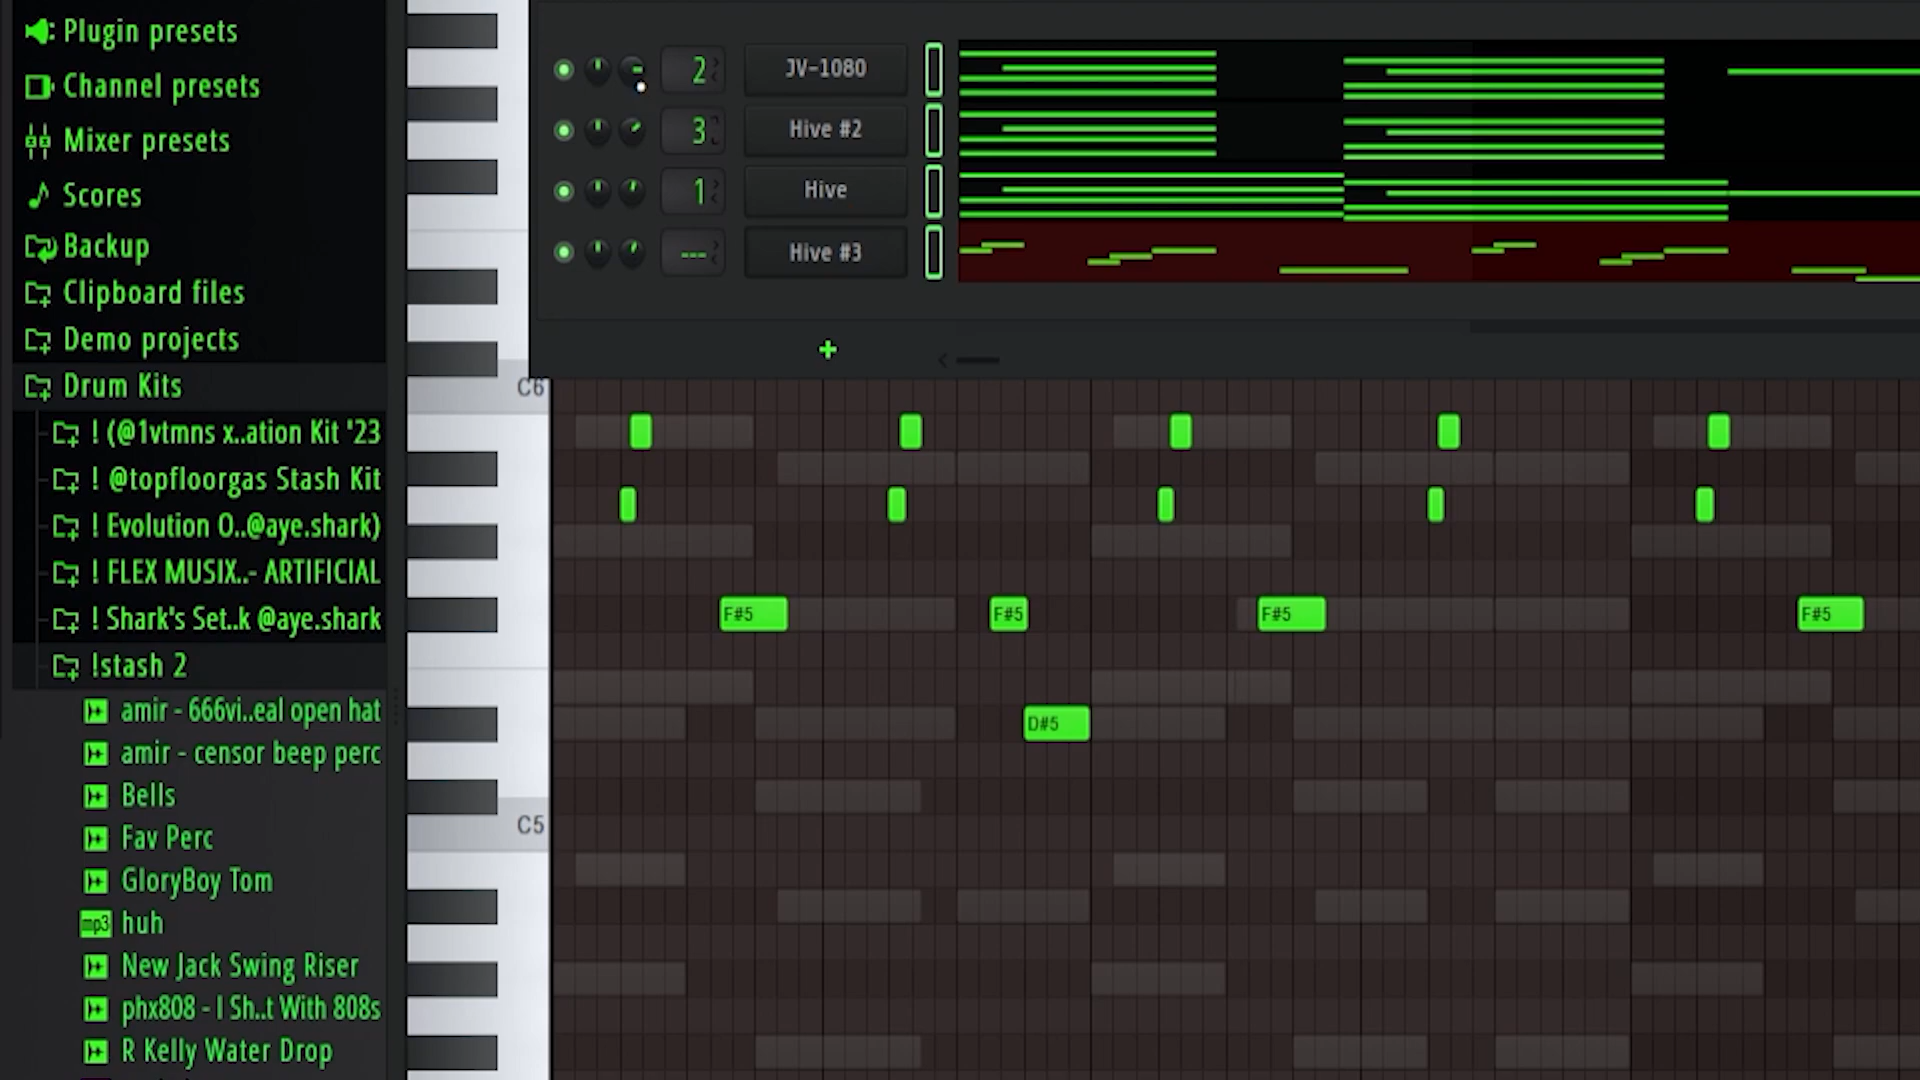 Plugin presets
Channel presets
Mixer presets
Scores
Backup
Clipboard files
Demo projects
Drum Kits
! (@1vtmns x..ation Kit '23
! @topfloorgas Stash Kit
! Evolution O..@aye.shark)
! FLEX MUSIX..- ARTIFICIAL
! Shark's Set..k @aye.shark
!stash 2
amir - 666vi..eal open hat
amir - censor beep perc
Bells
Fav Perc
GloryBoy Tom
mp3 huh
New Jack Swing Riser
phx808 - I Sh..t With 808s
R Kelly Water Drop
2 JV-1080
3 Hive #2
1 Hive
--- Hive #3
+
C6
F#5 F#5 F#5 F#5
D#5
C5